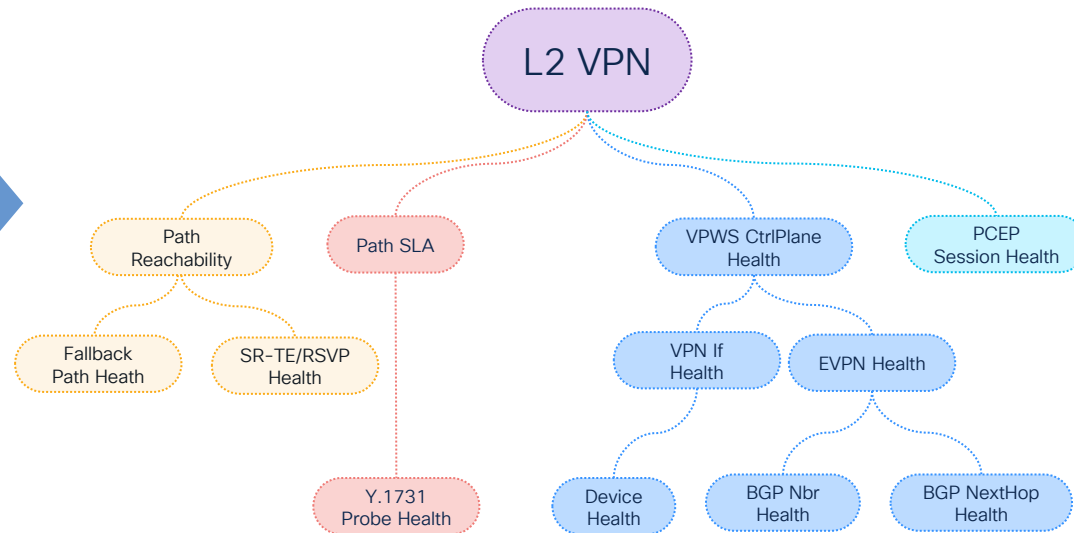 L2 VPN
Path
Reachability
Path SLA
VPWS CtrlPlane
Health
PCEP
Session Health
Fallback
Path Heath
SR-TE/RSVP
Health
VPN If
Health
EVPN Health
Y.1731
Probe Health
Device
Health
BGP Nbr
Health
BGP NextHop
Health